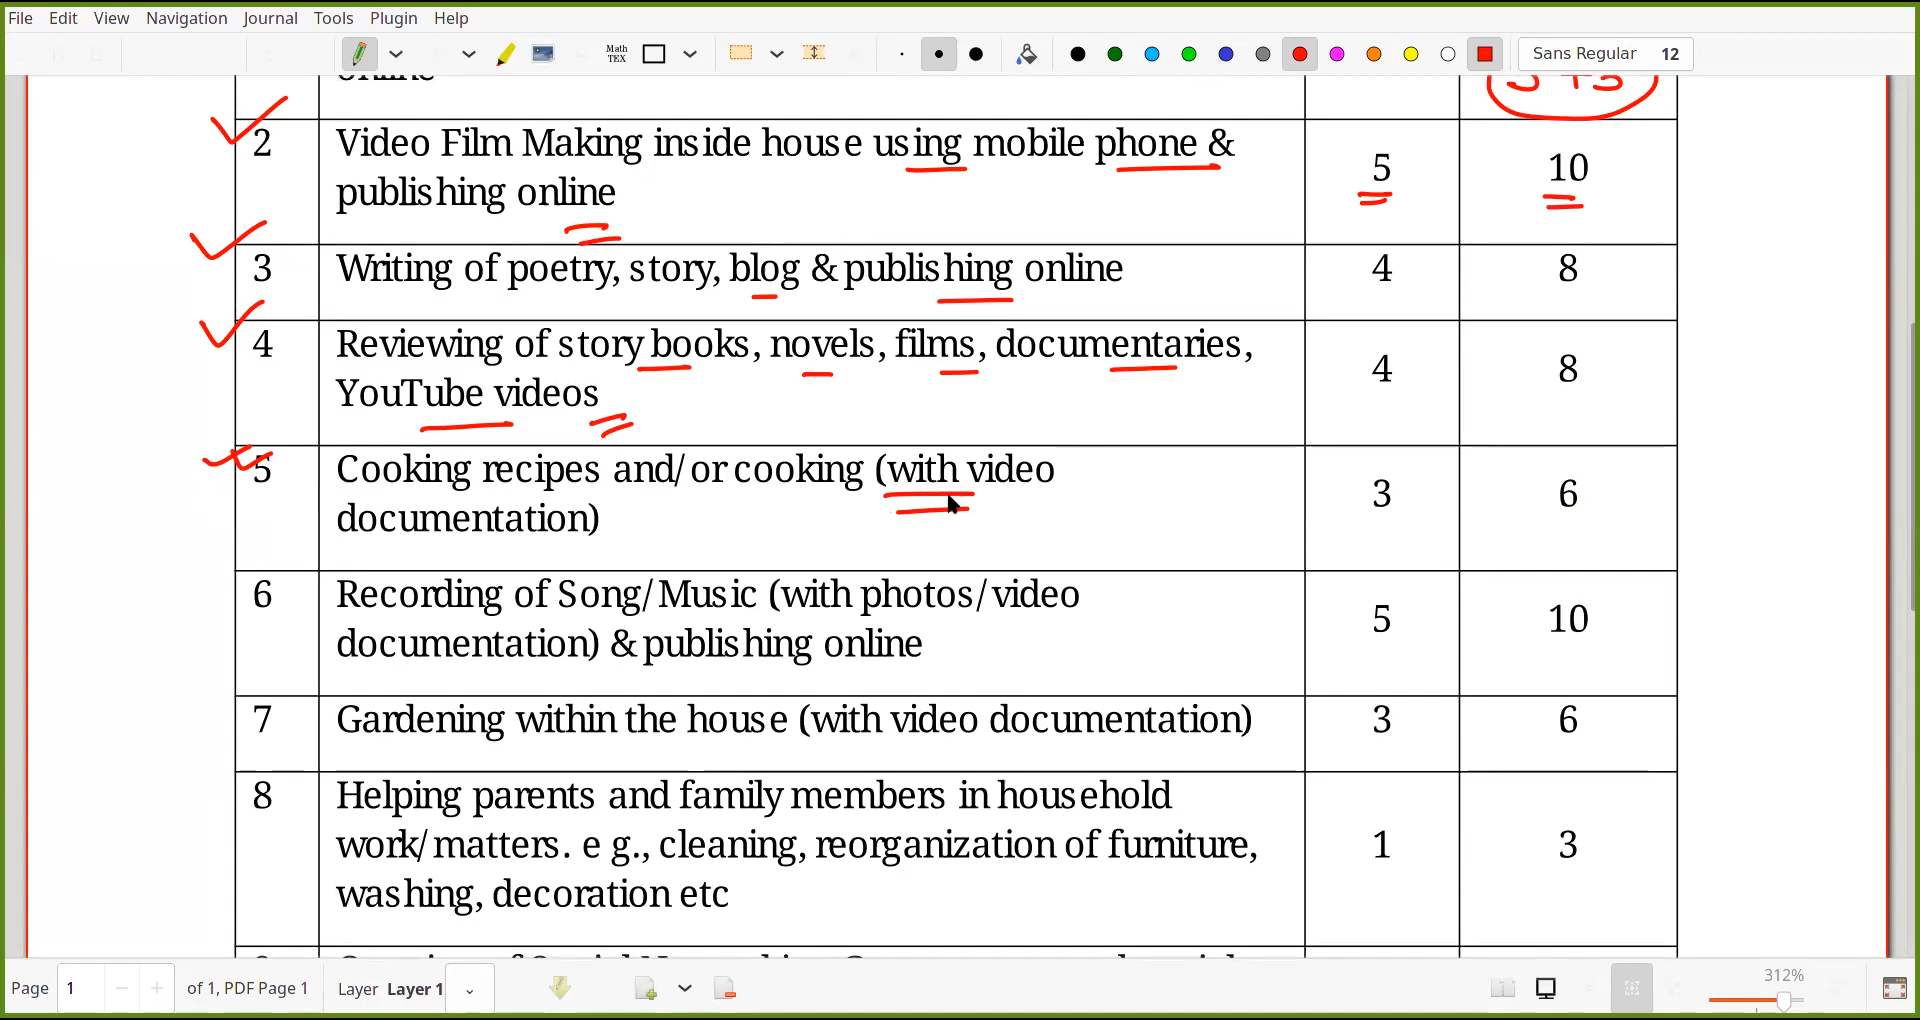 File Edit View Navigation Journal Tools Plugin Help
Math TEX
Sans Regular 12
online
5 +5
2 Video Film Making inside house using mobile phone & publishing online 5 10
3 Writing of poetry, story, blog & publishing online 4 8
4 Reviewing of story books, novels, films, documentaries, YouTube videos 4 8
5 Cooking recipes and/or cooking (with video documentation) 3 6
6 Recording of Song/Music (with photos/video documentation) & publishing online 5 10
7 Gardening within the house (with video documentation) 3 6
8 Helping parents and family members in household work/matters. e g., cleaning, reorganization of furniture, washing, decoration etc 1 3
Page 1 of 1, PDF Page 1 Layer Layer 1 312%